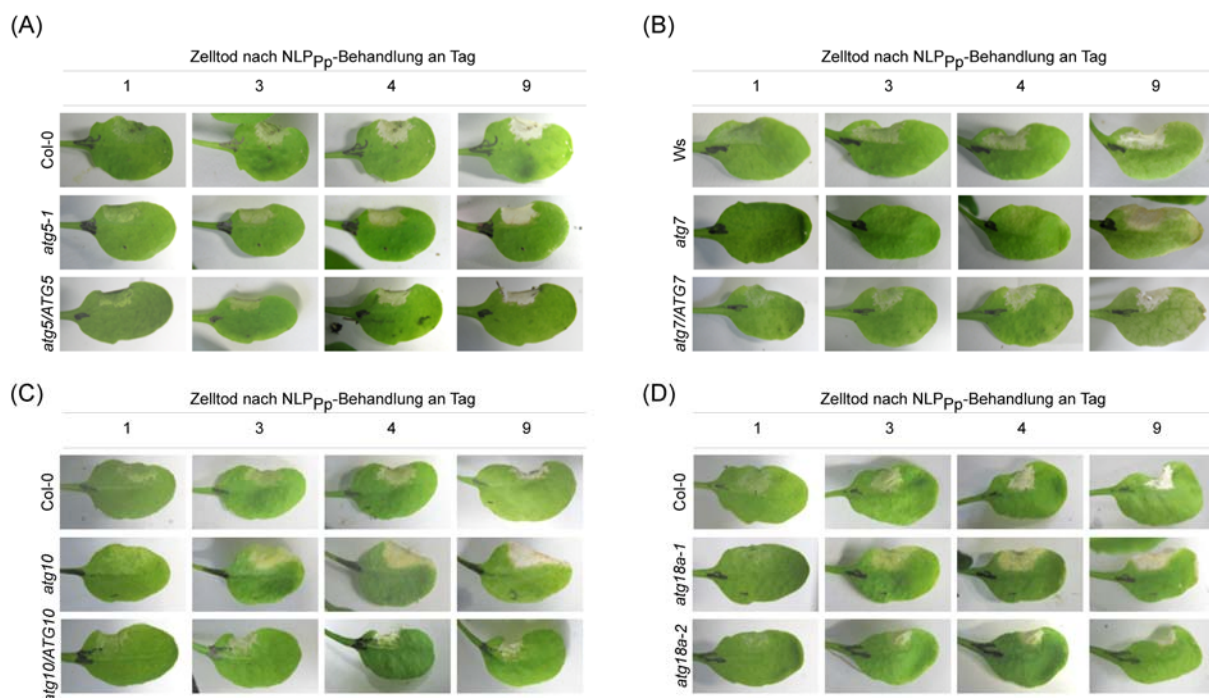 (A)
Zelltod nach NLPPp-Behandlung an Tag
1 3 4 9
Col-0
atg5-1
atg5/ATG5
(B)
Zelltod nach NLPPp-Behandlung an Tag
1 3 4 9
Ws
atg7
atg7/ATG7
(C)
Zelltod nach NLPPp-Behandlung an Tag
1 3 4 9
Col-0
atg10
atg10/ATG10
(D)
Zelltod nach NLPPp-Behandlung an Tag
1 3 4 9
Col-0
atg18a-1
atg18a-2